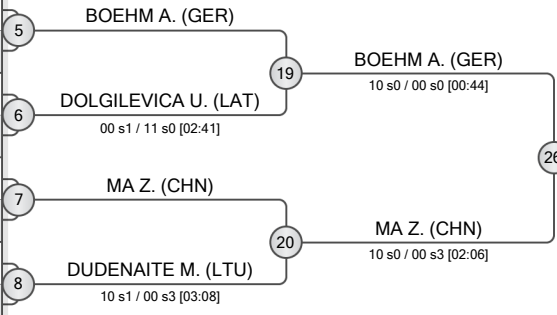 BOEHM A. (GER)
5
19
BOEHM A. (GER)
10 s0 / 00 s0 [00:44]
6
DOLGILEVICA U. (LAT)
00 s1 / 11 s0 [02:41]
26
7
MA Z. (CHN)
20
MA Z. (CHN)
10 s0 / 00 s3 [02:06]
8
DUDENAITE M. (LTU)
10 s1 / 00 s3 [03:08]